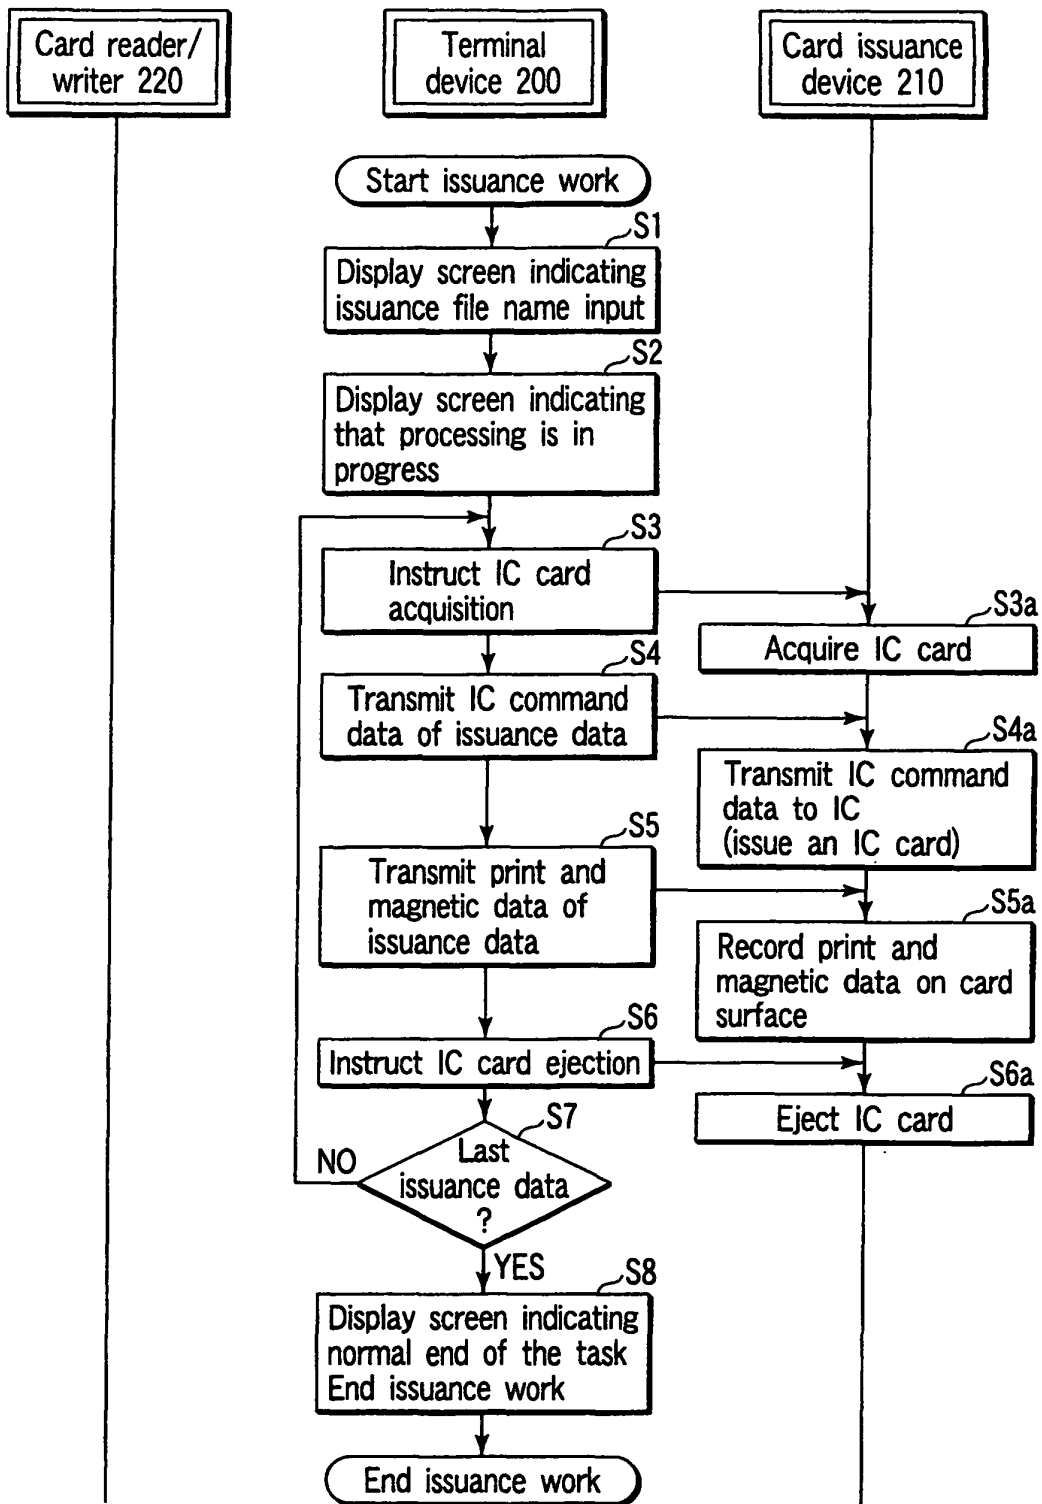 Card reader/
writer 220
Terminal
device 200
Card issuance
device 210
Start issuance work
S1
Display screen indicating
issuance file name input
S2
Display screen indicating
that processing is in
progress
S3
Instruct IC card
acquisition
S3a
Acquire IC card
S4
Transmit IC command
data of issuance data
S4a
Transmit IC command
data to IC
(issue an IC card)
S5
Transmit print and
magnetic data of
issuance data
S5a
Record print and
magnetic data on card
surface
S6
Instruct IC card ejection
S6a
Eject IC card
S7
Last
issuance data
?
NO
YES
S8
Display screen indicating
normal end of the task
End issuance work
End issuance work